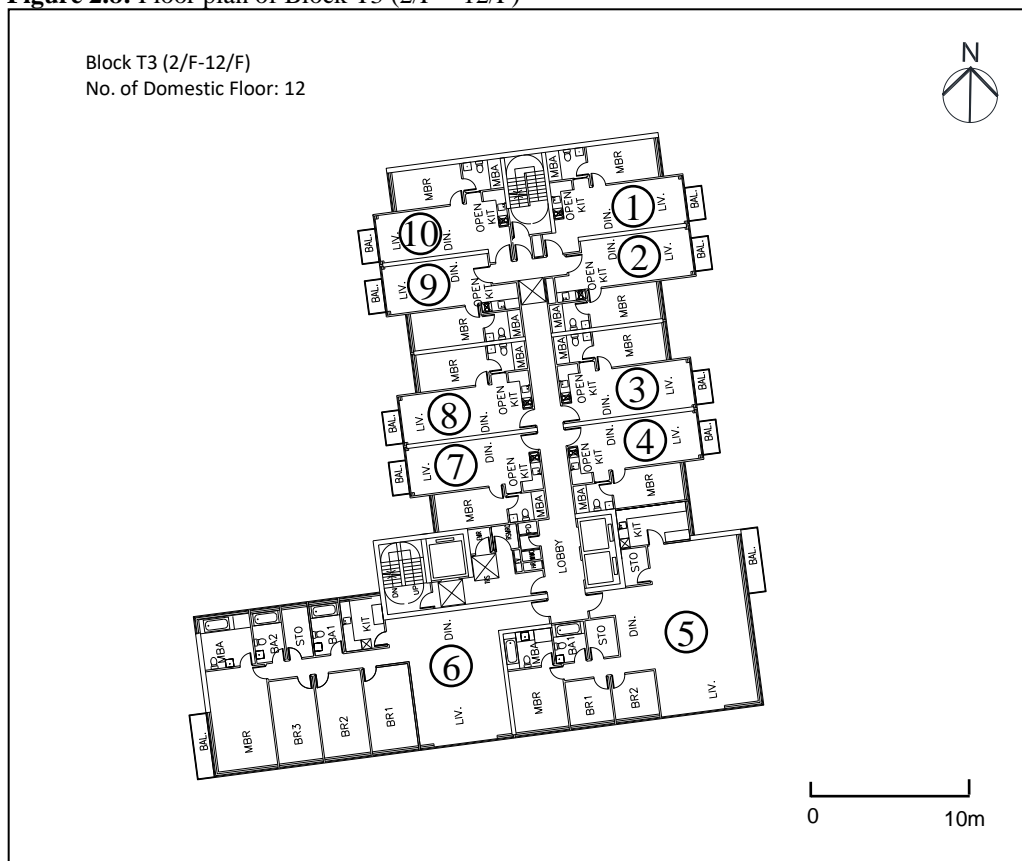 Figure 2.8: Floor plan of Block T3 (2/F – 12/F)
Block T3 (2/F-12/F)
No. of Domestic Floor: 12
N
MBR
MBA
MBA
MBR
BAL.
LIV.
10
DIN.
OPEN KIT
OPEN KIT
DIN.
1
LIV.
BAL.
BAL.
LIV.
9
DIN.
OPEN KIT
OPEN KIT
DIN.
2
LIV.
BAL.
MBR
MBA
MBA
MBR
MBR
MBA
MBA
MBR
BAL.
LIV.
8
DIN.
OPEN KIT
OPEN KIT
DIN.
3
LIV.
BAL.
BAL.
LIV.
7
DIN.
OPEN KIT
OPEN KIT
DIN.
4
LIV.
BAL.
MBR
MBA
MBA
MBR
DN
UP
LOBBY
KIT
STO
BAL.
MBA
BA2
STO
BA1
KIT
DIN.
6
LIV.
MBA
BA1
STO
DIN.
5
LIV.
BAL.
MBR
BR3
BR2
BR1
MBR
BR1
BR2
0
10m